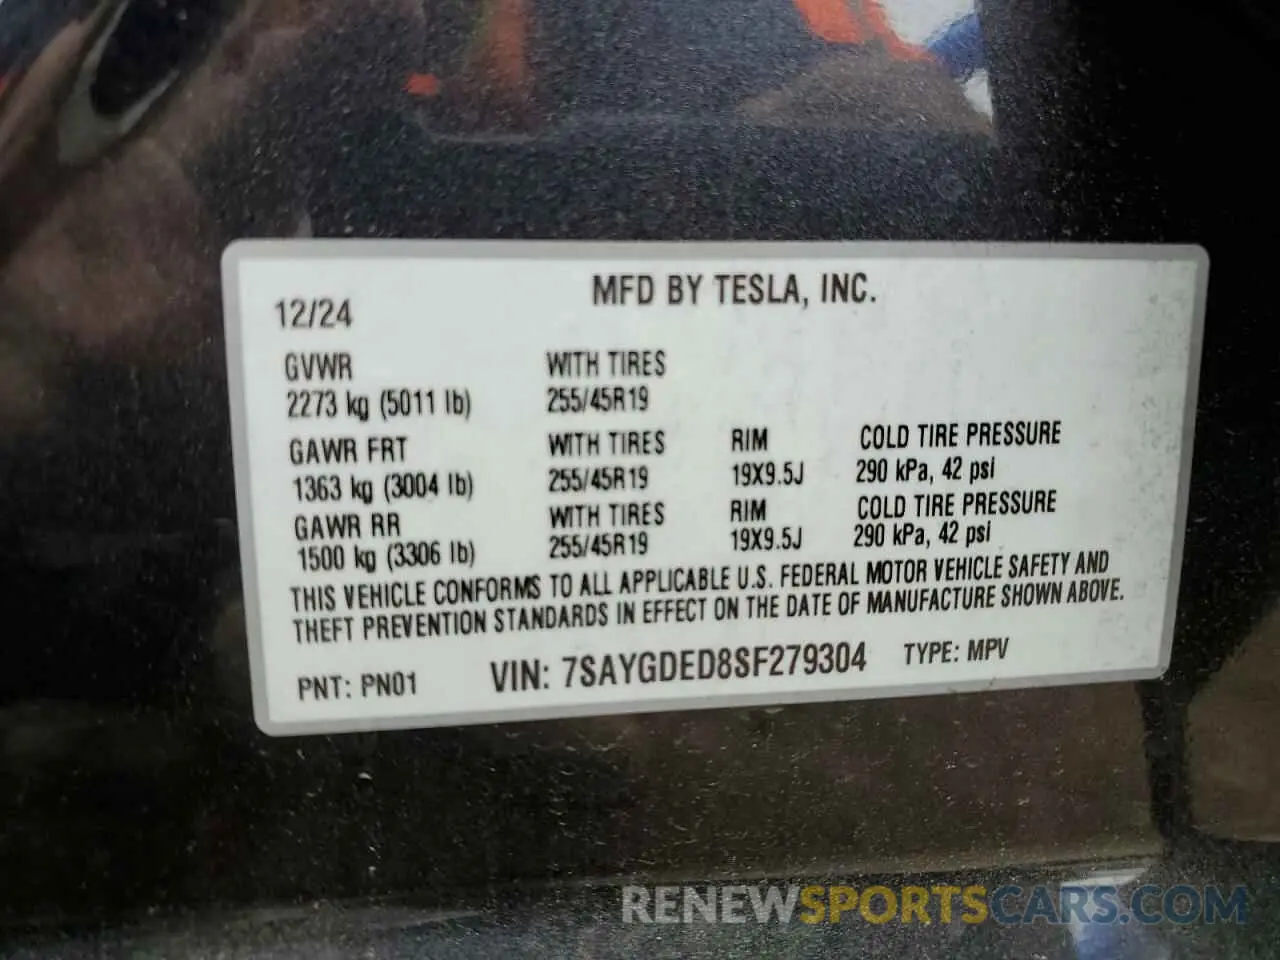 MFD BY TESLA, INC.
12/24
GVWR WITH TIRES
2273 kg (5011 lb) 255/45R19
GAWR FRT WITH TIRES RIM COLD TIRE PRESSURE
1363 kg (3004 lb) 255/45R19 19X9.5J 290 kPa, 42 psi
GAWR RR WITH TIRES RIM COLD TIRE PRESSURE
1500 kg (3306 lb) 255/45R19 19X9.5J 290 kPa, 42 psi
THIS VEHICLE CONFORMS TO ALL APPLICABLE U.S. FEDERAL MOTOR VEHICLE SAFETY AND
THEFT PREVENTION STANDARDS IN EFFECT ON THE DATE OF MANUFACTURE SHOWN ABOVE.
PNT: PN01 VIN: 7SAYGDED8SF279304 TYPE: MPV
RENEWSPORTSCARS.COM